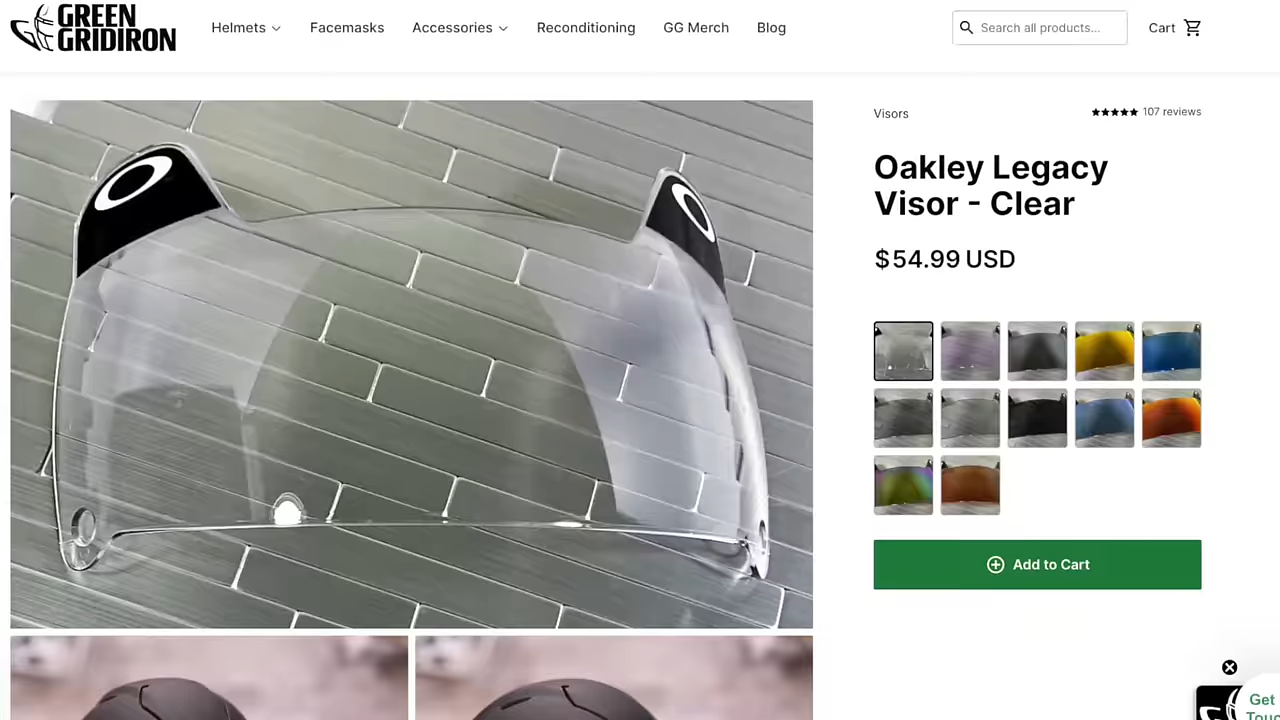 GREEN
GRIDIRON
Helmets
Facemasks
Accessories
Reconditioning
GG Merch
Blog
Search all products...
Cart
Visors
107 reviews
Oakley Legacy
Visor - Clear
$54.99 USD
Add to Cart
Get
Touc